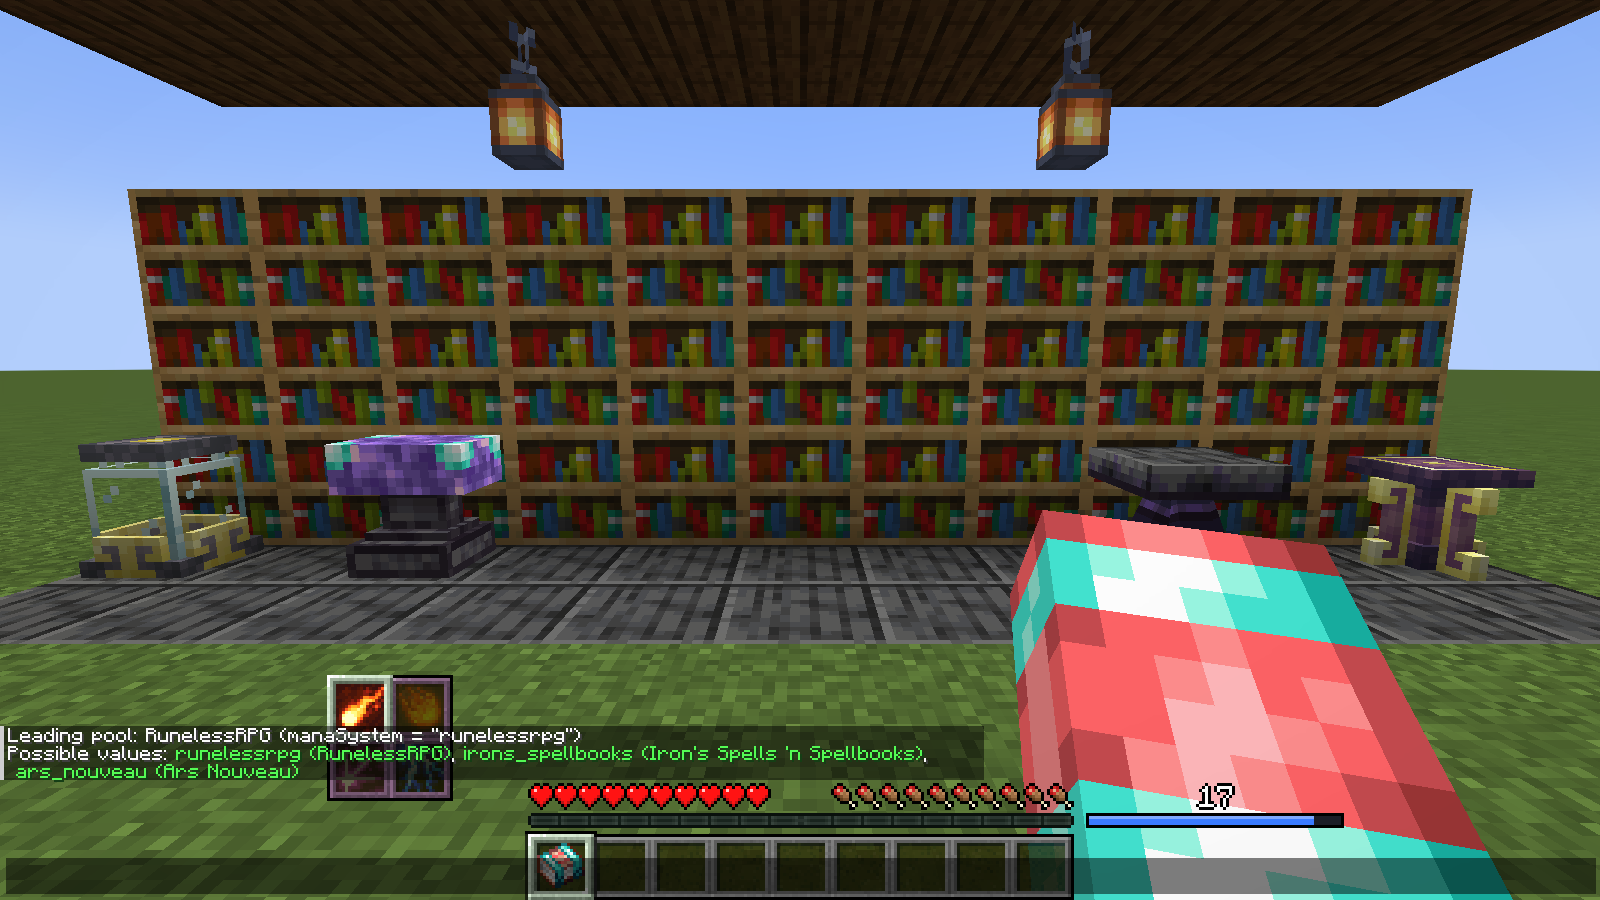 Leading pool: RunelessRPG (manaSystem = "runelessrpg")
Possible values: runelessrpg (RunelessRPG), irons_spellbooks (Iron's Spells 'n Spellbooks),
ars_nouveau (Ars Nouveau)
17